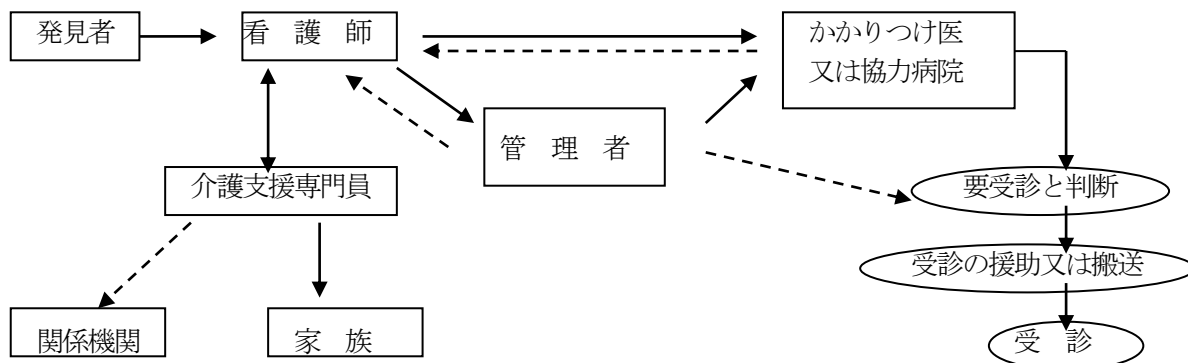 発見者
看　護　師
かかりつけ医
又は協力病院
管　理　者
介護支援専門員
要受診と判断
受診の援助又は搬送
関係機関
家　族
受　診